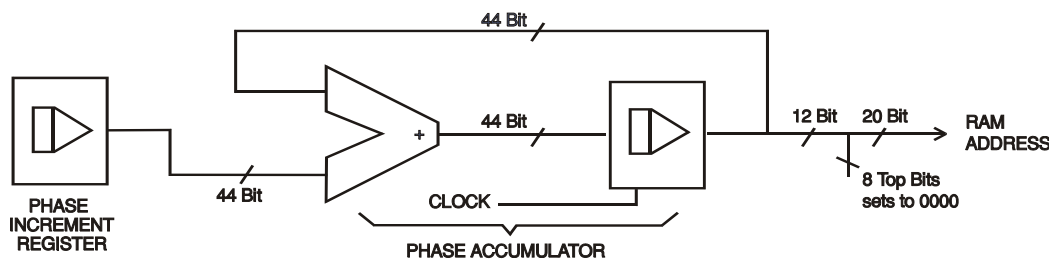 44 Bit
44 Bit
12 Bit
20 Bit
RAM
ADDRESS
+
44 Bit
8 Top Bits
sets to 0000
PHASE
INCREMENT
REGISTER
CLOCK
PHASE ACCUMULATOR